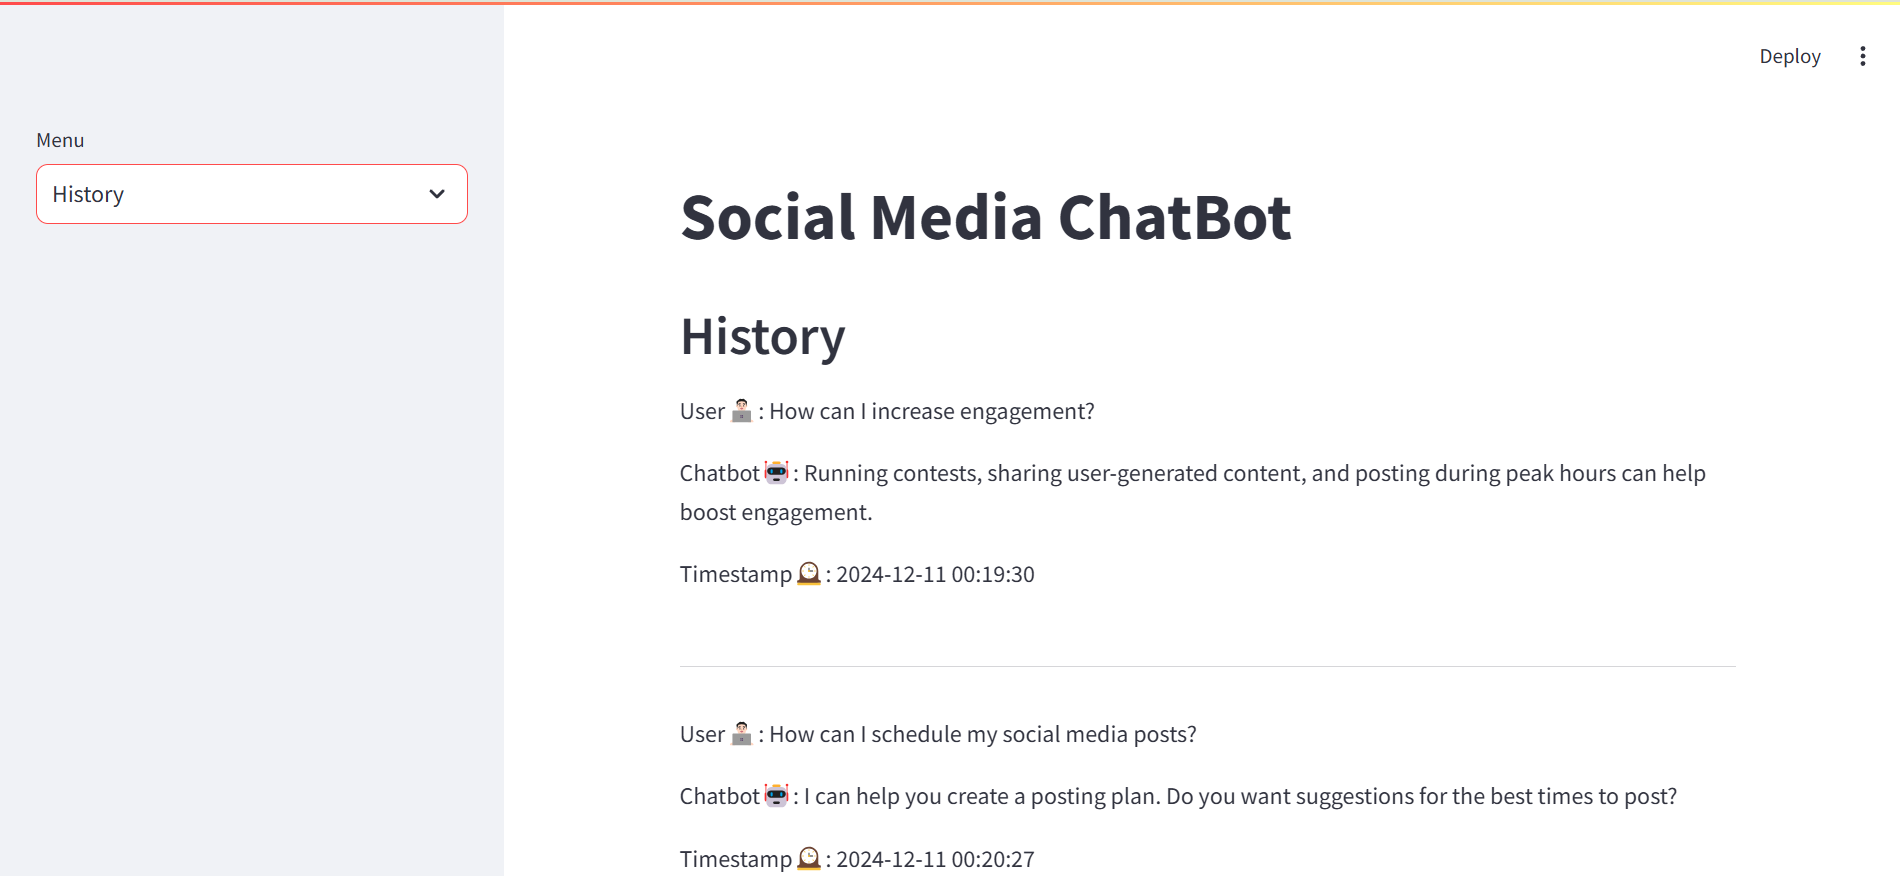 Deploy
Menu
History
Social Media ChatBot
History
User 👨🏻‍💻 : How can I increase engagement?
Chatbot 🤖 : Running contests, sharing user-generated content, and posting during peak hours can help
boost engagement.
Timestamp 🕰️ : 2024-12-11 00:19:30
User 👨🏻‍💻 : How can I schedule my social media posts?
Chatbot 🤖 : I can help you create a posting plan. Do you want suggestions for the best times to post?
Timestamp 🕰️ : 2024-12-11 00:20:27